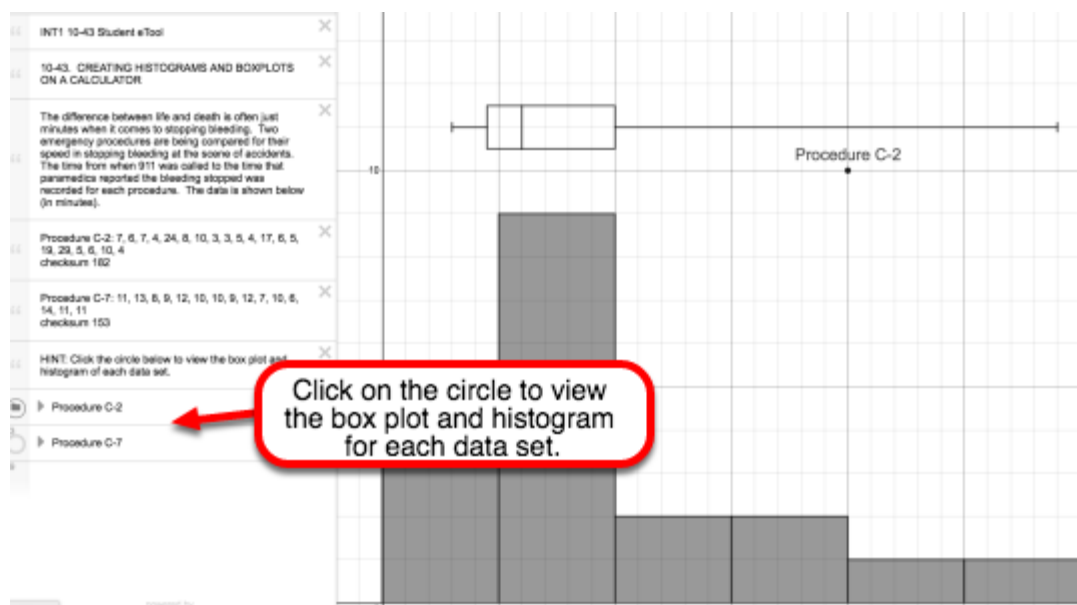 INT1 10-43 Student eTool
10-43. CREATING HISTOGRAMS AND BOXPLOTS
ON A CALCULATOR
The difference between life and death is often just
minutes when it comes to stopping bleeding. Two
emergency procedures are being compared for their
speed in stopping bleeding at the scene of accidents.
The time from when 911 was called to the time that
paramedics reported the bleeding stopped was
recorded for each procedure. The data is shown below
(in minutes).
Procedure C-2: 7, 6, 7, 4, 24, 8, 10, 3, 3, 5, 4, 17, 6, 5,
19, 29, 5, 6, 10, 4
checksum 182
Procedure C-7: 11, 13, 8, 9, 12, 10, 10, 9, 12, 7, 10, 6,
14, 11, 11
checksum 153
HINT: Click the circle below to view the box plot and
histogram of each data set.
Procedure C-2
Procedure C-7
Click on the circle to view
the box plot and histogram
for each data set.
Procedure C-2
10